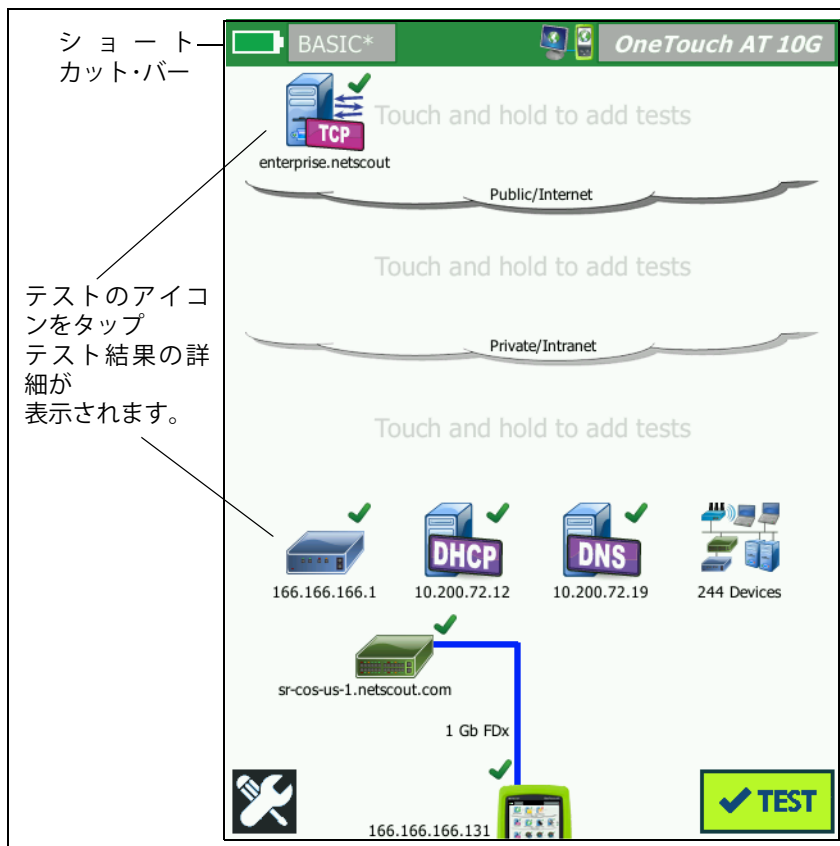 ショート
カット・バー
BASIC*
OneTouch AT 10G
Touch and hold to add tests
TCP
enterprise.netscout
Public/Internet
Touch and hold to add tests
テストのアイコ
ンをタップ
テスト結果の詳
細が
表示されます。
Private/Intranet
Touch and hold to add tests
DHCP
DNS
166.166.166.1
10.200.72.12
10.200.72.19
244 Devices
sr-cos-us-1.netscout.com
1 Gb FDx
TEST
166.166.166.131